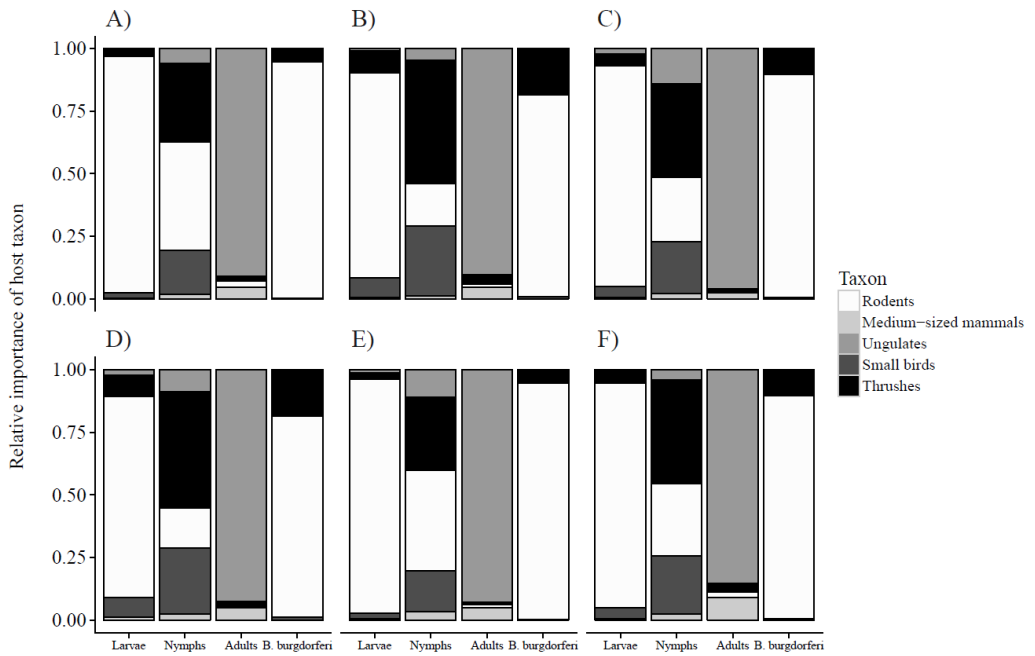 A)
B)
C)
1.00
0.75
0.50
0.25
0.00
D)
E)
F)
1.00
0.75
0.50
0.25
0.00
Larvae Nymphs Adults B. burgdorferi
Larvae Nymphs Adults B. burgdorferi
Larvae Nymphs Adults B. burgdorferi
Relative importance of host taxon
Taxon
Rodents
Medium−sized mammals
Ungulates
Small birds
Thrushes